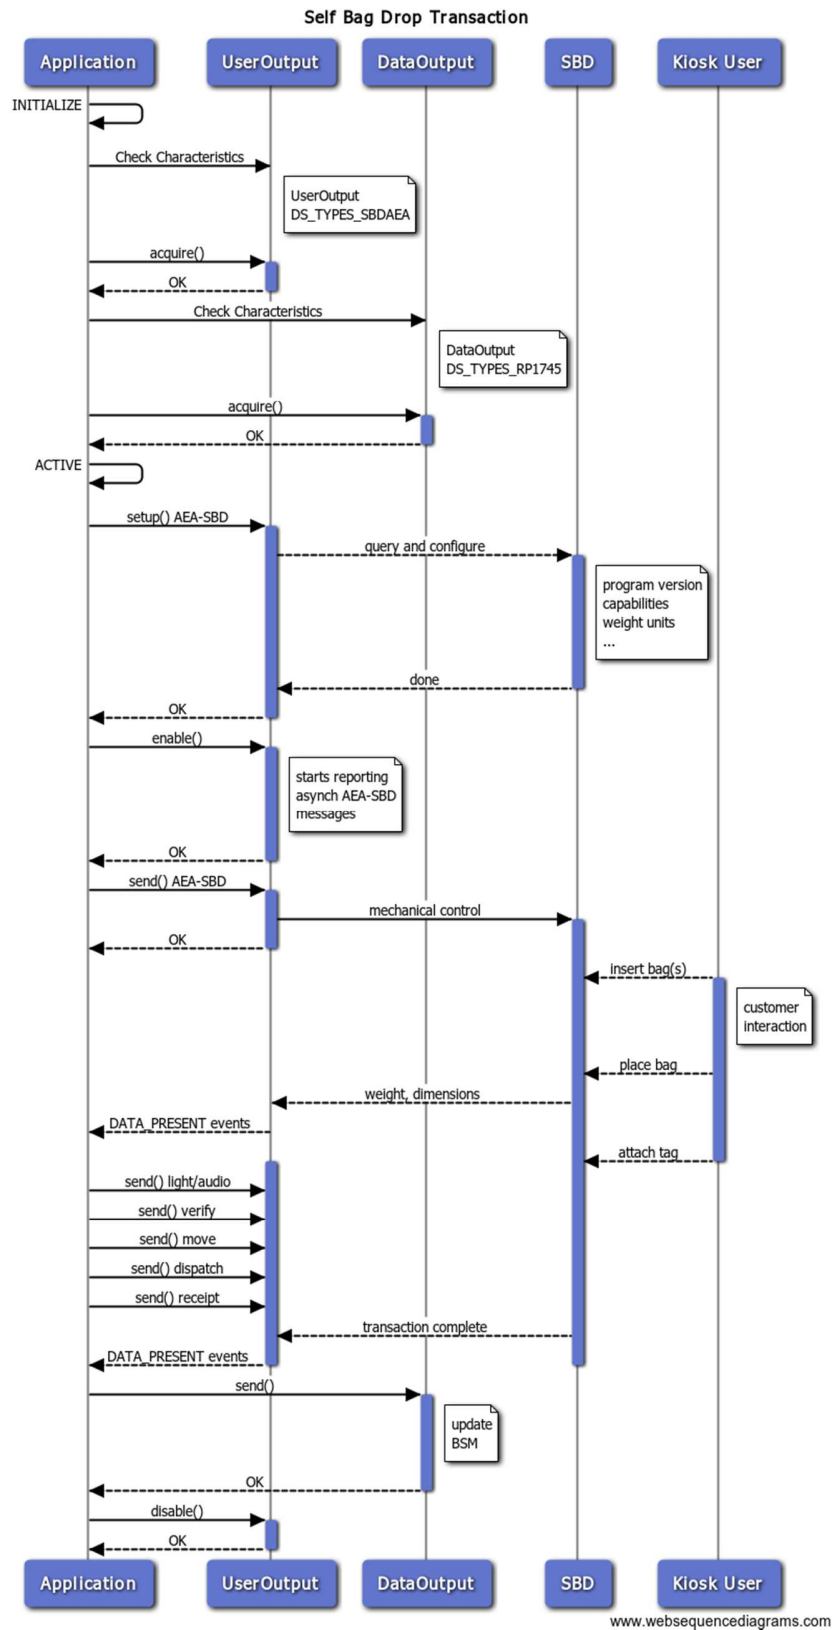 Self Bag Drop Transaction
Application UserOutput DataOutput SBD Kiosk User
INITIALIZE
Check Characteristics
UserOutput
DS_TYPES_SBDAEA
acquire()
OK
Check Characteristics
DataOutput
DS_TYPES_RP1745
acquire()
OK
ACTIVE
setup() AEA-SBD
query and configure
program version
capabilities
weight units
...
done
OK
enable()
starts reporting
asynch AEA-SBD
messages
OK
send() AEA-SBD
mechanical control
OK
insert bag(s)
customer
interaction
place bag
weight, dimensions
DATA_PRESENT events
attach tag
send() light/audio
send() verify
send() move
send() dispatch
send() receipt
transaction complete
DATA_PRESENT events
send()
update
BSM
OK
disable()
OK
Application UserOutput DataOutput SBD Kiosk User
www.websequencediagrams.com